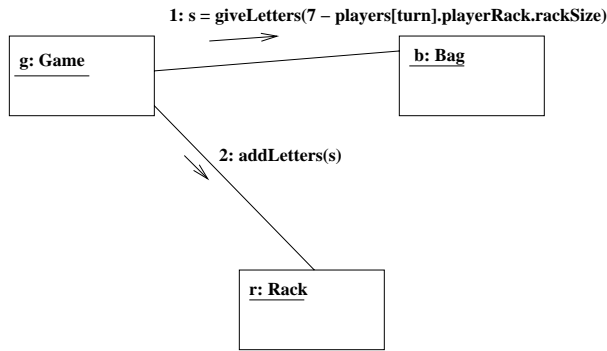 1: s = giveLetters(7 – players[turn].playerRack.rackSize)
g: Game
b: Bag
2: addLetters(s)
r: Rack